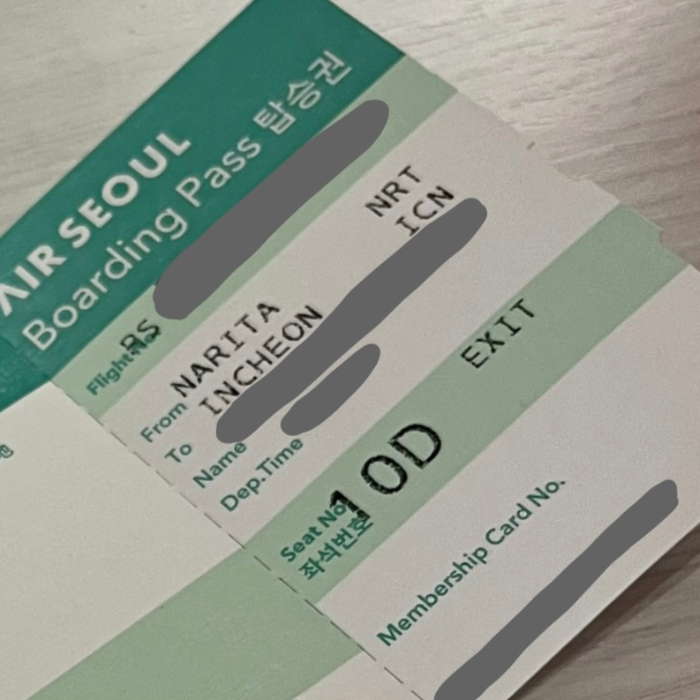 AIR SEOUL
Boarding Pass 탑승권
Flight No. RS
From NARITA NRT
To INCHEON ICN
Name
Dep.Time
Seat No. 10D EXIT
좌석번호
Membership Card No.